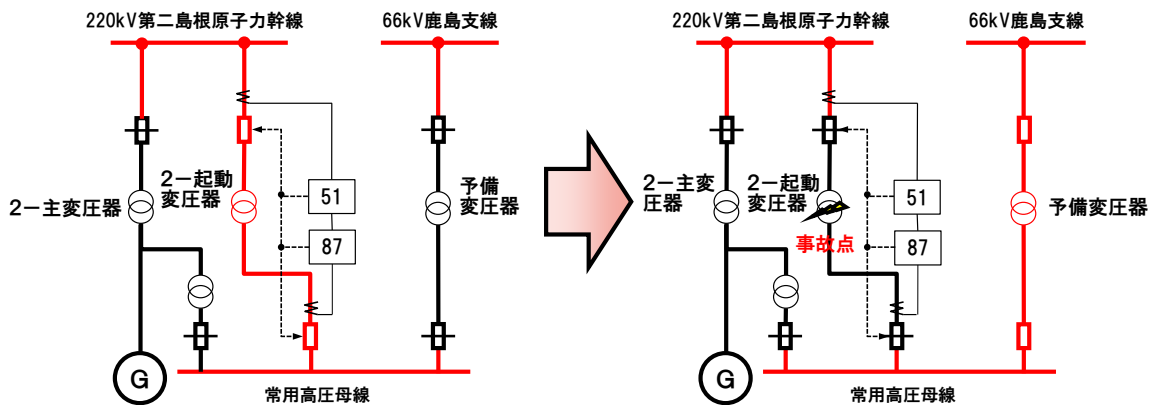 220kV第二島根原子力幹線
66kV鹿島支線
2－主変圧器
2－起動
変圧器
予備
変圧器
51
87
G
常用高圧母線
220kV第二島根原子力幹線
66kV鹿島支線
2－主変
圧器
2－起動
変圧器
事故点
予備変圧器
51
87
G
常用高圧母線